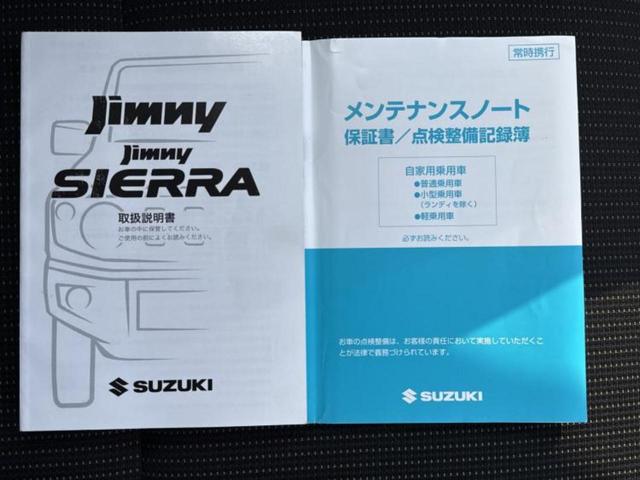 Jimny
Jimny
SIERRA
取扱説明書
お車の中に保管してください。
ご使用の前によくお読みください。
SUZUKI
常時携行
メンテナンスノート
保証書／点検整備記録簿
自家用乗用車
●普通乗用車
●小型乗用車
(ランディを除く)
●軽乗用車
必ずお読みください。
お車の点検整備は、お客様の責任において実施していただくこ
とが法律で義務づけられています。
SUZUKI